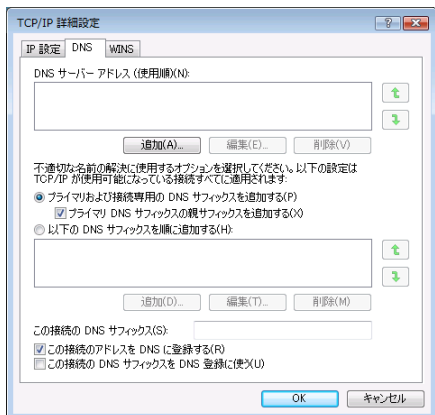 TCP/IP 詳細設定
IP 設定 DNS WINS
DNS サーバー アドレス (使用順)(N):
追加(A)... 編集(E)... 削除(V)
不適切な名前の解決に使用するオプションを選択してください。以下の設定は
TCP/IP が使用可能になっている接続すべてに適用されます:
プライマリおよび接続専用の DNS サフィックスを追加する(P)
プライマリ DNS サフィックスの親サフィックスを追加する(X)
以下の DNS サフィックスを順に追加する(H):
追加(D)... 編集(T)... 削除(M)
この接続の DNS サフィックス(S):
この接続のアドレスを DNS に登録する(R)
この接続の DNS サフィックスを DNS 登録に使う(U)
OK キャンセル